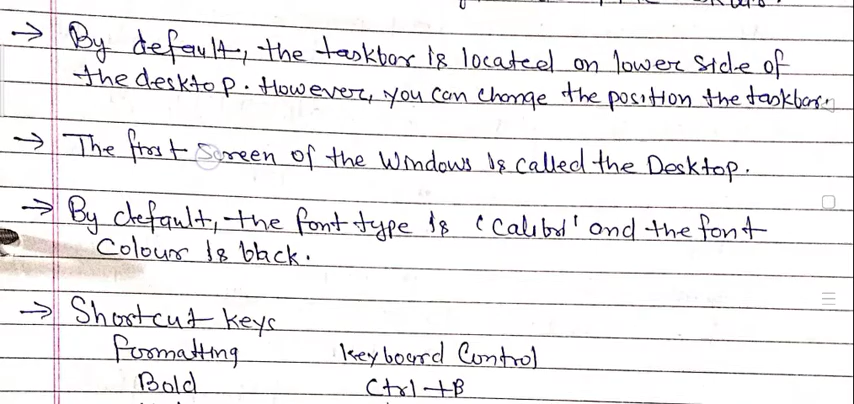 → By default, the taskbar is located on lower side of
the desktop. However, you can change the position the taskbar.
→ The first screen of the Windows is called the Desktop.
→ By default, the font type is 'Calibri' and the font
Colour is black.
→ Shortcut keys
Formatting Keyboard Control
Bold Ctrl+B